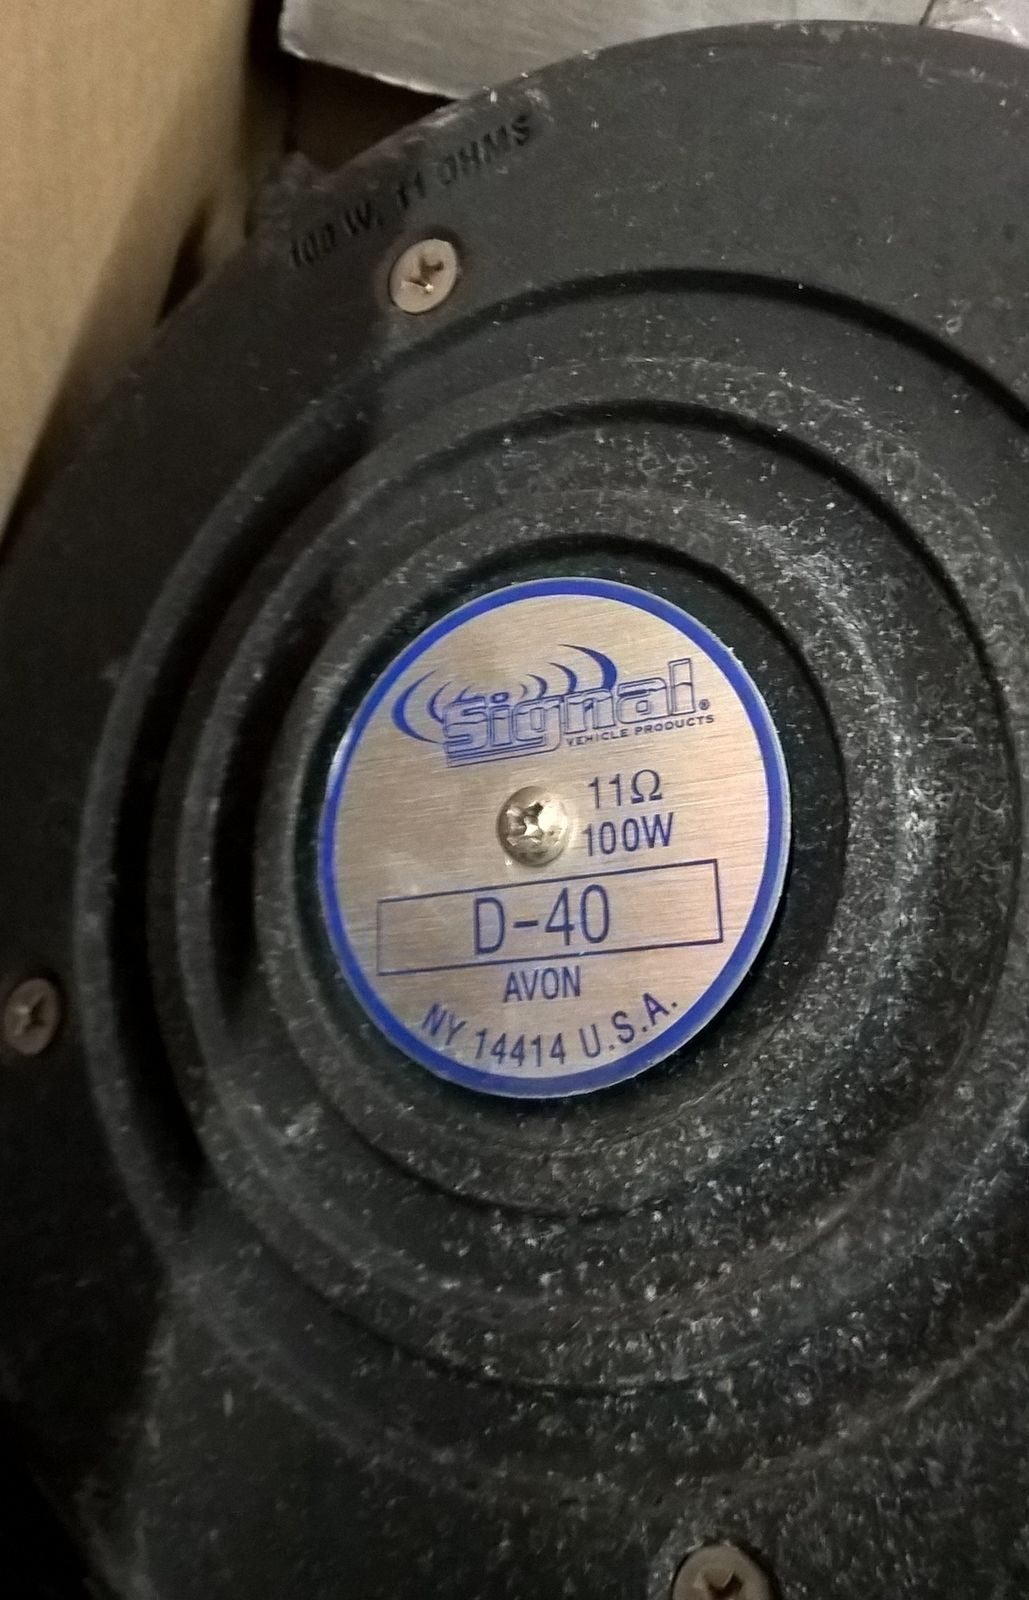 100 W, 11 OHMS
signal®
VEHICLE PRODUCTS
11Ω
100W
D-40
AVON
NY 14414 U.S.A.